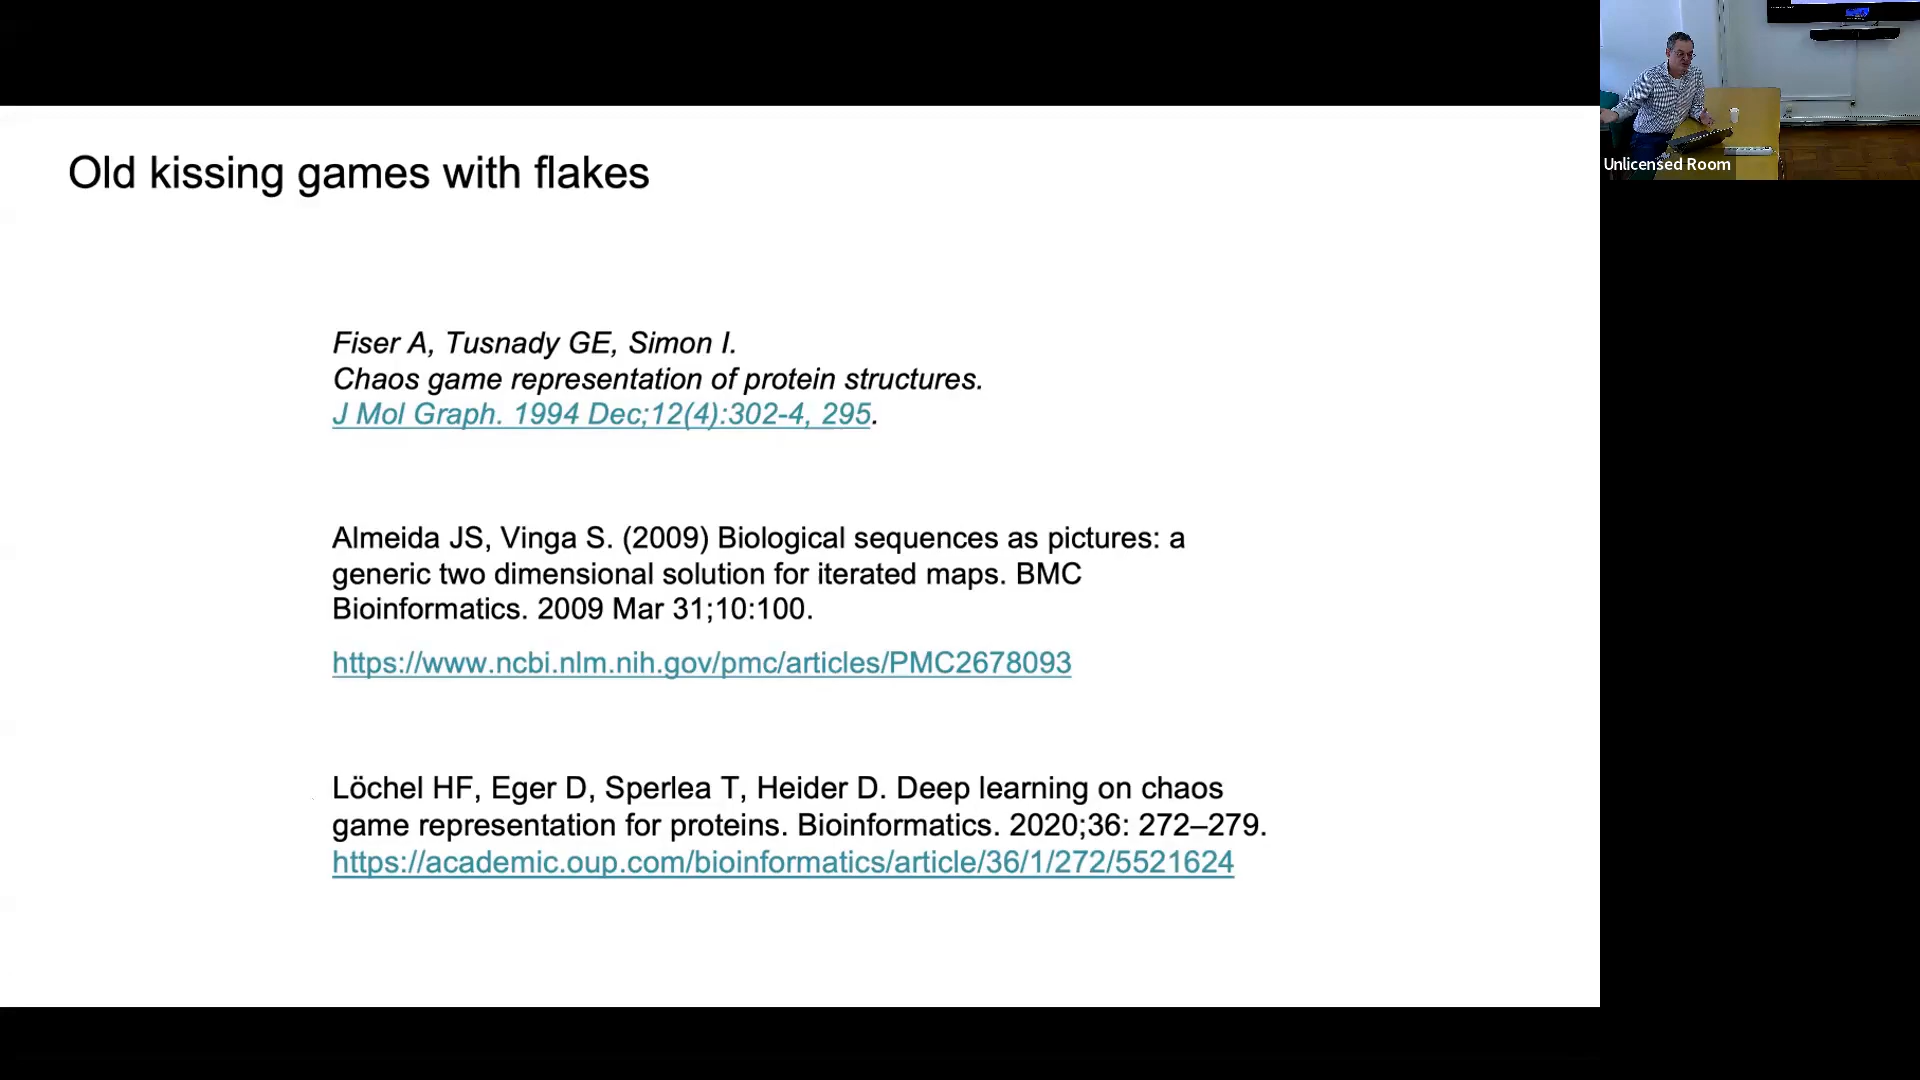 Old kissing games with flakes
Fiser A, Tusnady GE, Simon I.
Chaos game representation of protein structures.
J Mol Graph. 1994 Dec;12(4):302-4, 295.
Almeida JS, Vinga S. (2009) Biological sequences as pictures: a
generic two dimensional solution for iterated maps. BMC
Bioinformatics. 2009 Mar 31;10:100.
https://www.ncbi.nlm.nih.gov/pmc/articles/PMC2678093
Löchel HF, Eger D, Sperlea T, Heider D. Deep learning on chaos
game representation for proteins. Bioinformatics. 2020;36: 272–279.
https://academic.oup.com/bioinformatics/article/36/1/272/5521624
Unlicensed Room